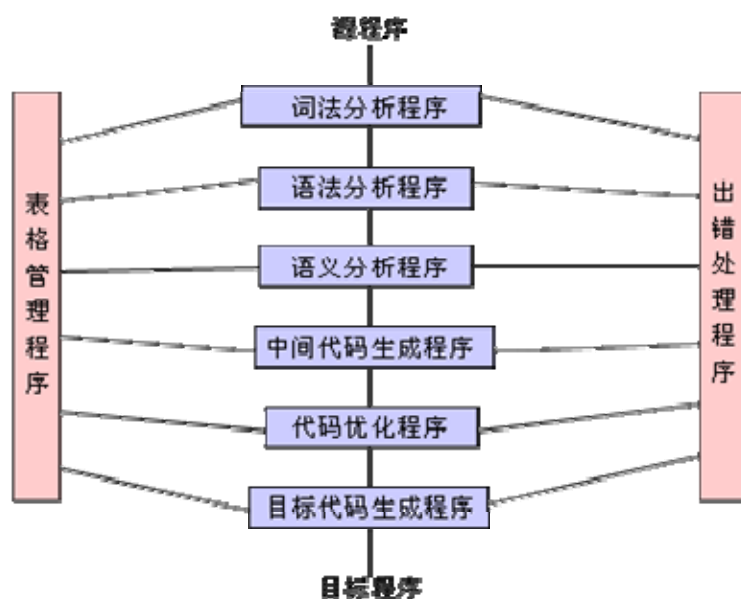 源程序
词法分析程序
语法分析程序
语义分析程序
中间代码生成程序
代码优化程序
目标代码生成程序
目标程序
表格管理程序
出错处理程序